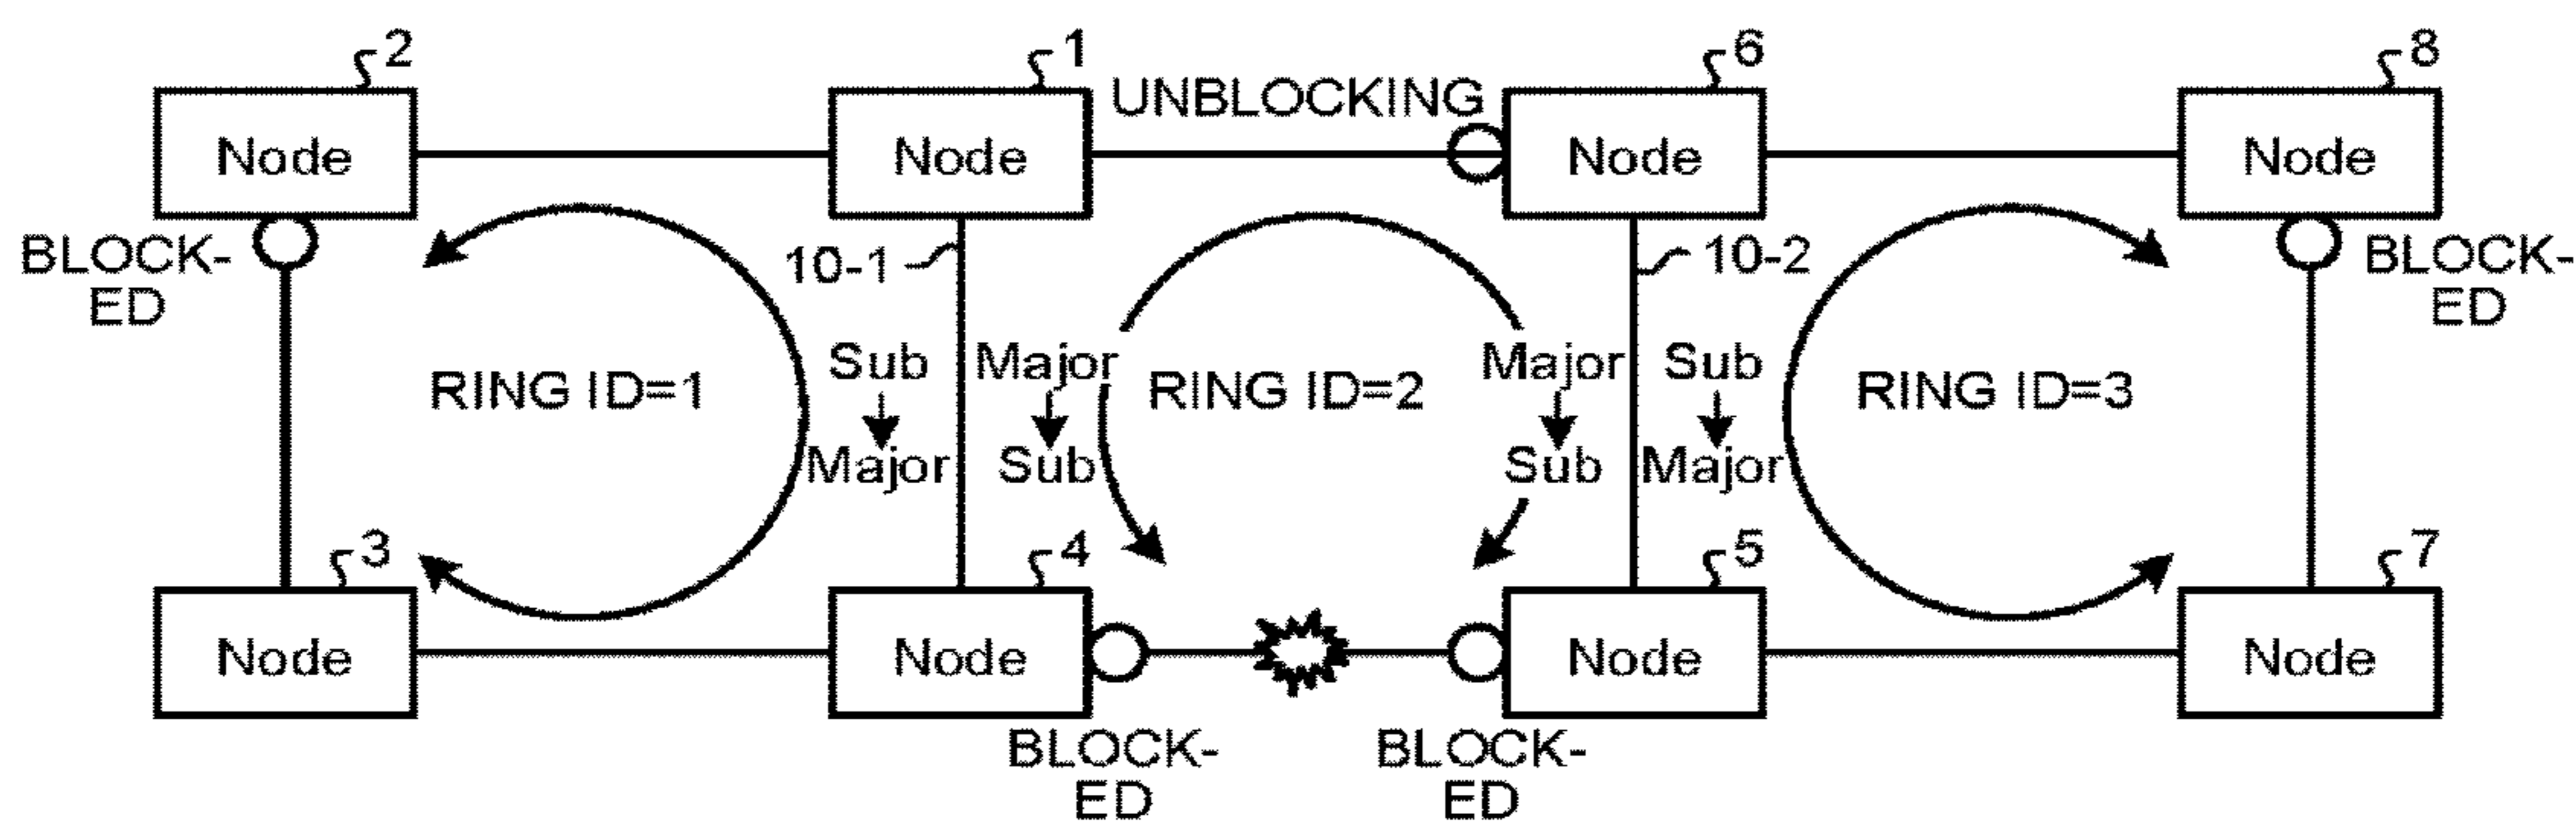 2
1
6
8
UNBLOCKING
Node
Node
Node
Node
BLOCK-
ED
10-1
10-2
BLOCK-
ED
RING ID=1
Sub
Major
Major
Sub
RING ID=2
Major
Sub
Sub
Major
RING ID=3
3
4
5
7
Node
Node
Node
Node
BLOCK-
ED
BLOCK-
ED